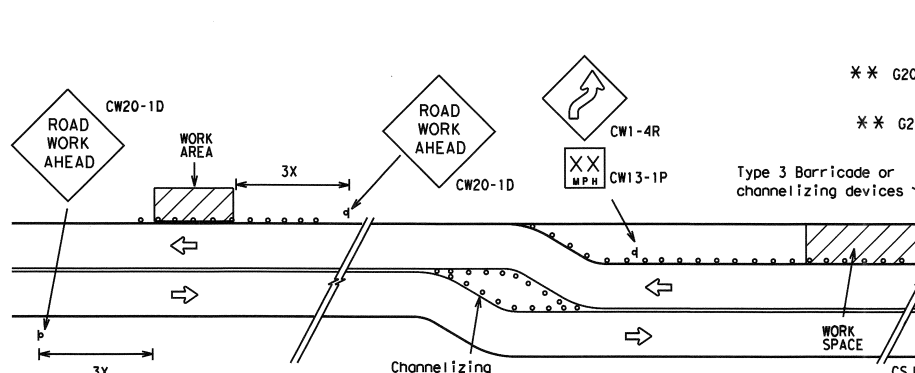 ** G20
** G2
CW20-1D
ROAD
WORK
AHEAD
WORK
AREA
3X
ROAD
WORK
AHEAD
CW20-1D
CW1-4R
XX
MPH
CW13-1P
Type 3 Barricade or
channelizing devices
WORK
SPACE
Channelizing
3X
CSJ